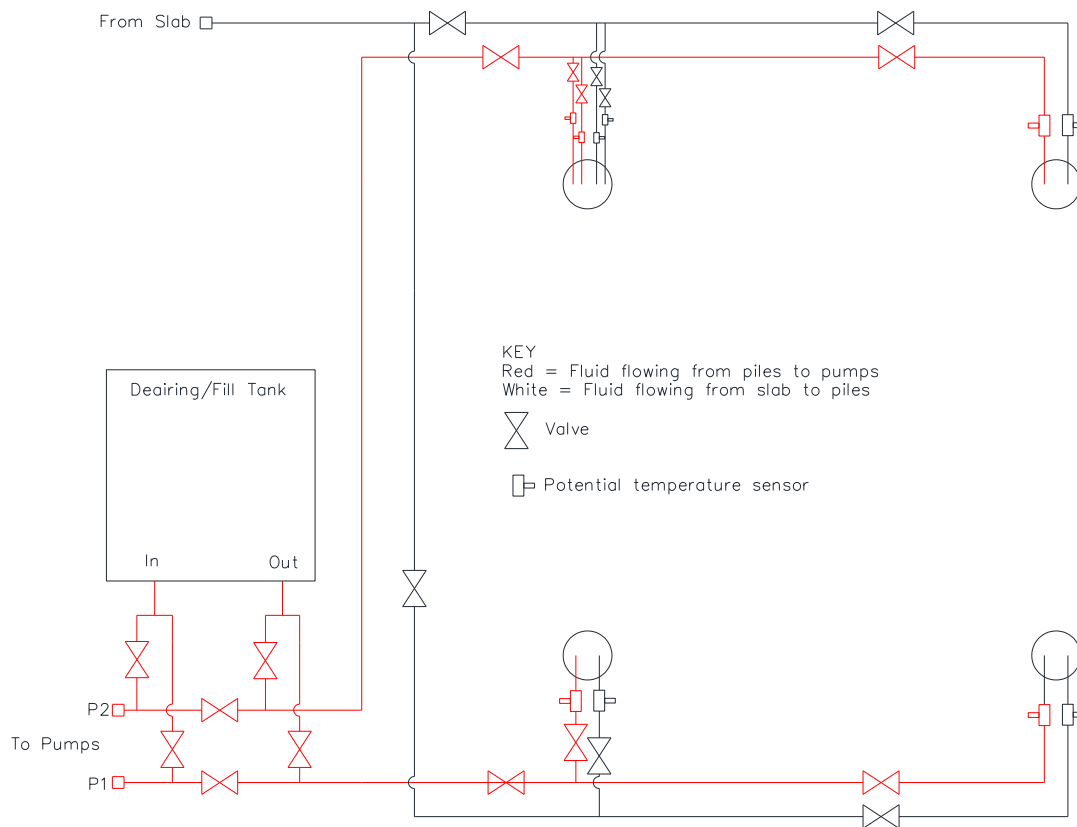 From Slab
KEY
Red = Fluid flowing from piles to pumps
White = Fluid flowing from slab to piles
Valve
Potential temperature sensor
Deairing/Fill Tank
In
Out
P2
To Pumps
P1